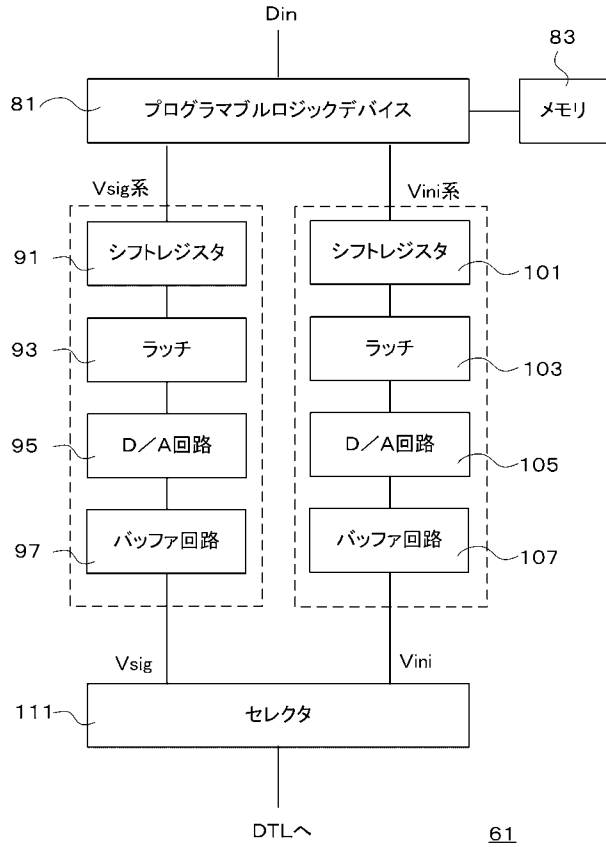 Din
83
81
プログラマブルロジックデバイス
メモリ
Vsig系
Vini系
91
シフトレジスタ
シフトレジスタ
101
93
ラッチ
ラッチ
103
95
D／A回路
D／A回路
105
97
バッファ回路
バッファ回路
107
Vsig
Vini
111
セレクタ
DTLへ
61